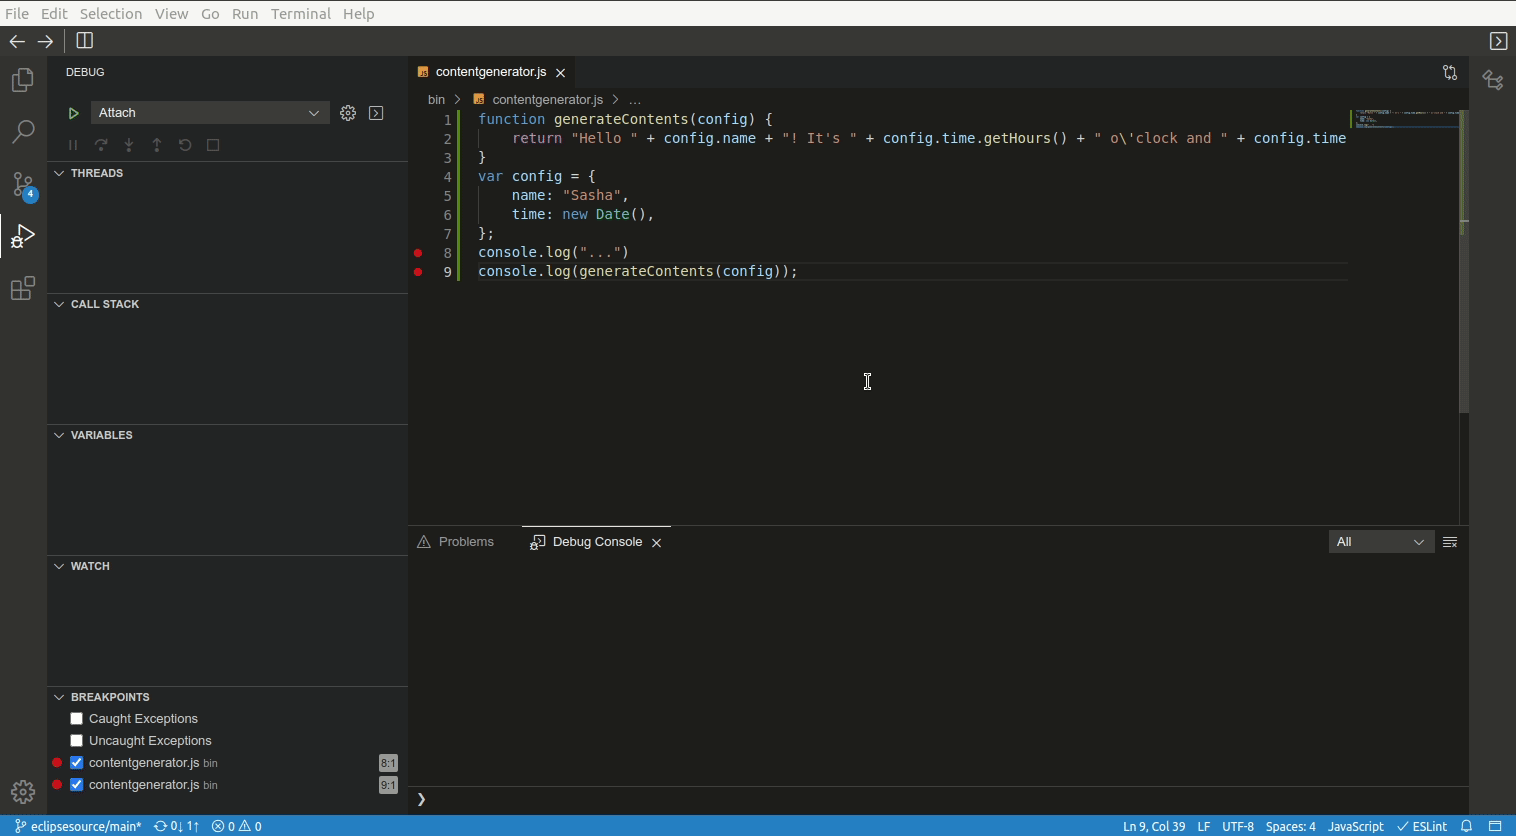 File Edit Selection View Go Run Terminal Help
DEBUG
Attach
THREADS
4
CALL STACK
VARIABLES
WATCH
BREAKPOINTS
Caught Exceptions
Uncaught Exceptions
contentgenerator.js bin 8:1
contentgenerator.js bin 9:1
JS contentgenerator.js
bin > JS contentgenerator.js > ...
1 function generateContents(config) {
2 return "Hello " + config.name + "! It's " + config.time.getHours() + " o\'clock and " + config.time
3 }
4 var config = {
5 name: "Sasha",
6 time: new Date(),
7 };
8 console.log("...")
9 console.log(generateContents(config));
Problems Debug Console All
❯
eclipsesource/main* 0↓ 1↑ 0 0 Ln 9, Col 39 LF UTF-8 Spaces: 4 JavaScript ESLint